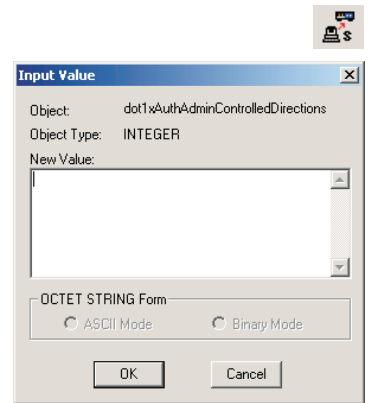 S
Input Value
Object: dot1xAuthAdminControlledDirections
Object Type: INTEGER
New Value:
OCTET STRING Form
ASCII Mode Binary Mode
OK Cancel